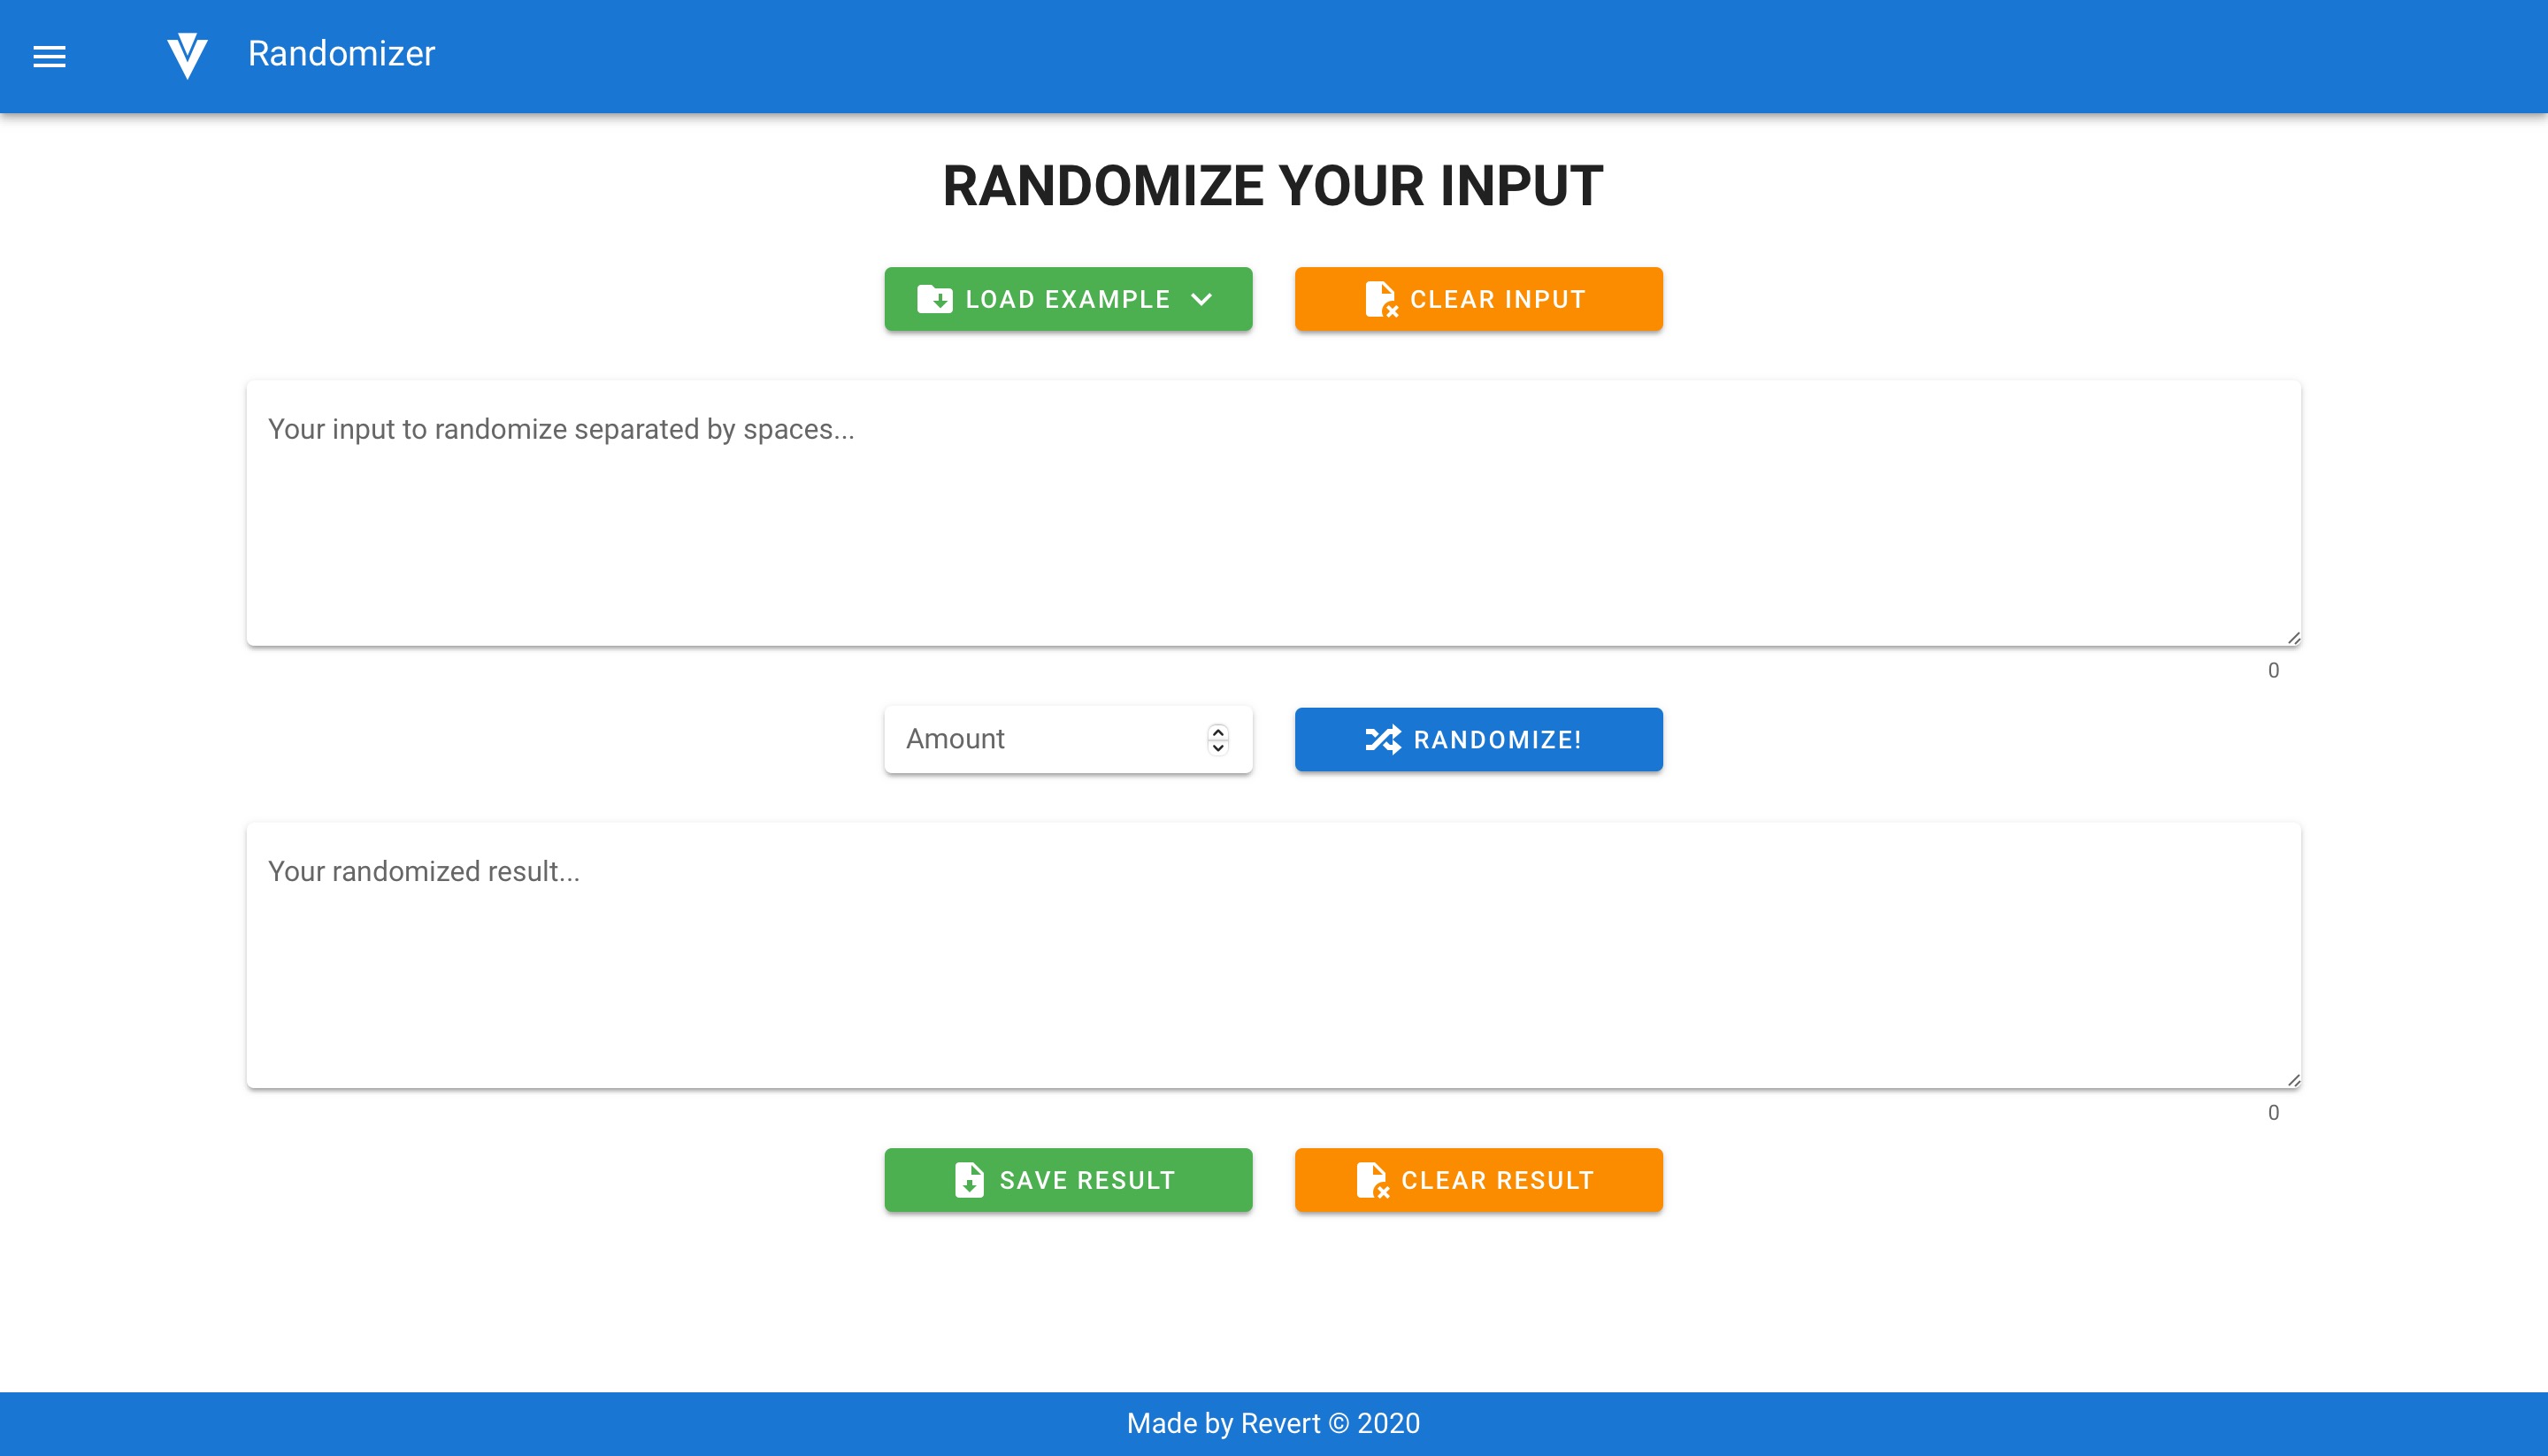 Randomizer
RANDOMIZE YOUR INPUT
LOAD EXAMPLE
CLEAR INPUT
Your input to randomize separated by spaces...
0
Amount
RANDOMIZE!
Your randomized result...
0
SAVE RESULT
CLEAR RESULT
Made by Revert © 2020